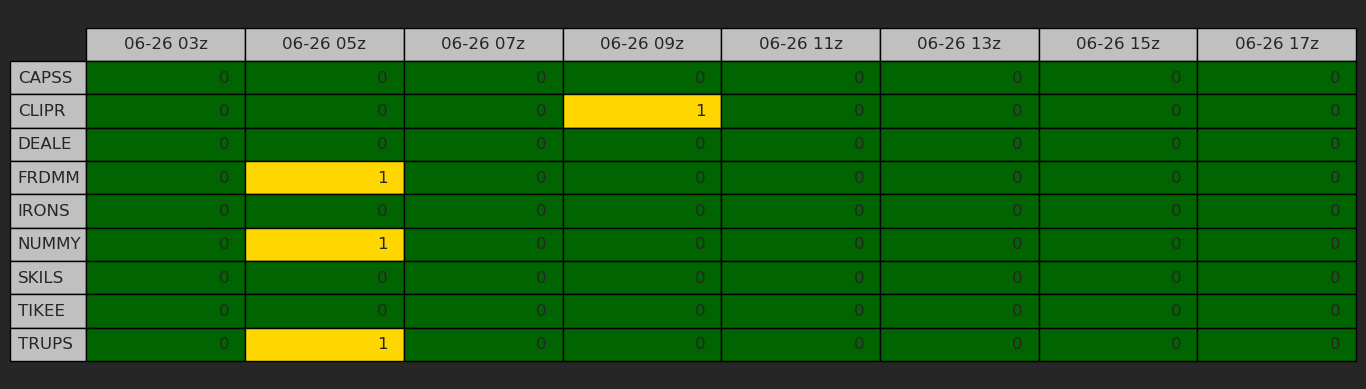 06-26 03z 06-26 05z 06-26 07z 06-26 09z 06-26 11z 06-26 13z 06-26 15z 06-26 17z
CAPSS 0 0 0 0 0 0 0 0
CLIPR 0 0 0 1 0 0 0 0
DEALE 0 0 0 0 0 0 0 0
FRDMM 0 1 0 0 0 0 0 0
IRONS 0 0 0 0 0 0 0 0
NUMMY 0 1 0 0 0 0 0 0
SKILS 0 0 0 0 0 0 0 0
TIKEE 0 0 0 0 0 0 0 0
TRUPS 0 1 0 0 0 0 0 0